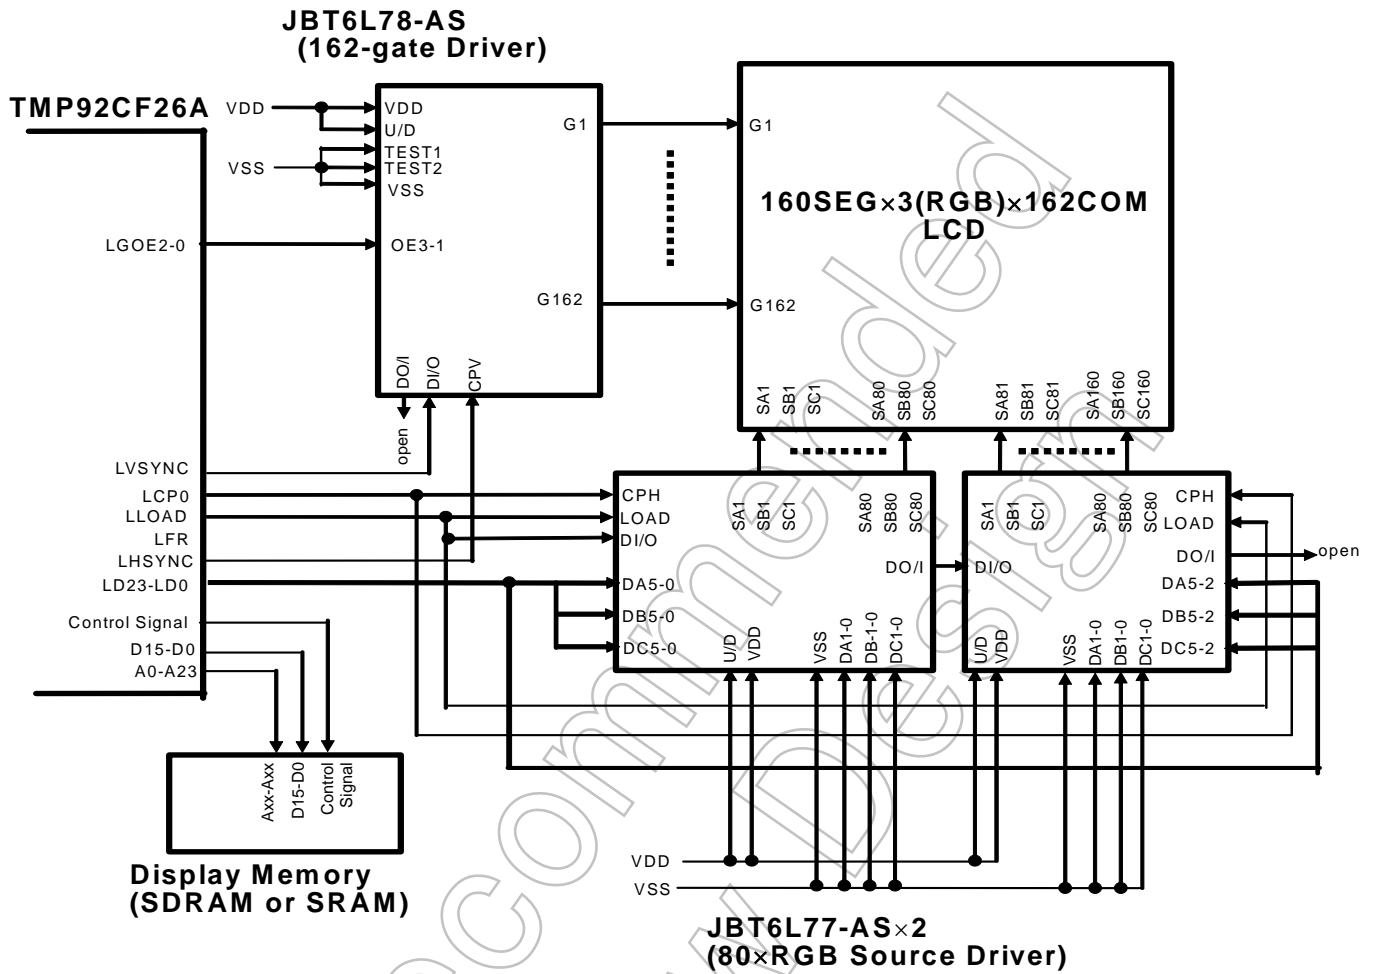 JBT6L78-AS
(162-gate Driver)
TMP92CF26A
VDD
VDD
U/D
TEST1
VSS
TEST2
VSS
G1
G1
160SEG×3(RGB)×162COM
LCD
LGOE2-0
OE3-1
G162
G162
DO/I
DI/O
CPV
open
SA1
SB1
SC1
SA80
SB80
SC80
SA81
SB81
SC81
SA160
SB160
SC160
LVSYNC
LCP0
LLOAD
LFR
LHSYNC
LD23-LD0
Control Signal
D15-D0
A0-A23
CPH
LOAD
DI/O
DA5-0
DB5-0
DC5-0
SA1
SB1
SC1
SA80
SB80
SC80
DO/I
U/D
VDD
VSS
DA1-0
DB-1-0
DC1-0
SA1
SB1
SC1
SA80
SB80
SC80
DI/O
CPH
LOAD
DO/I
open
DA5-2
DB5-2
DC5-2
U/D
VDD
VSS
DA1-0
DB1-0
DC1-0
Axx-Axx
D15-D0
Control
Signal
Display Memory
(SDRAM or SRAM)
VDD
VSS
JBT6L77-AS×2
(80×RGB Source Driver)
ecommended
w Design